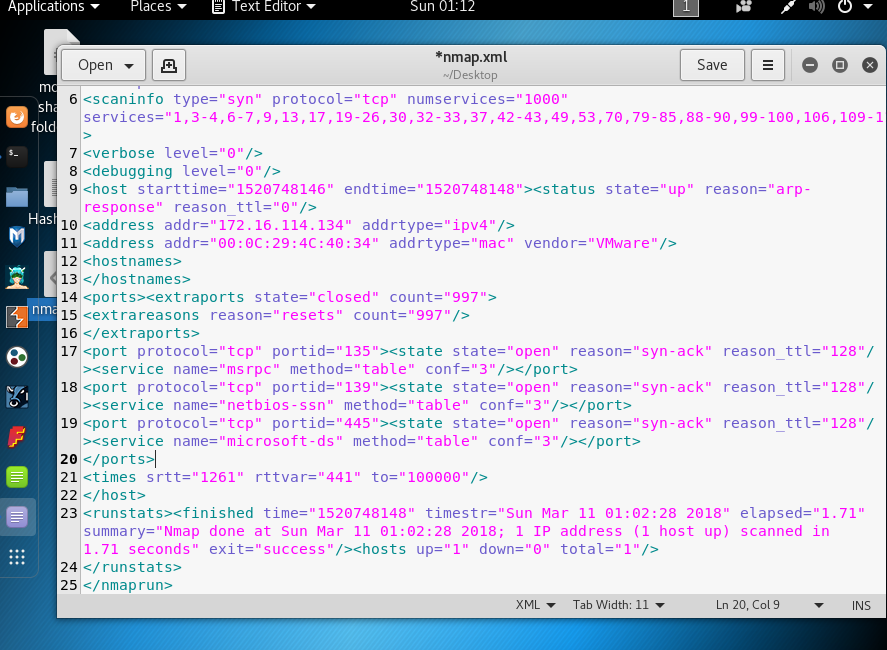 Applications Places Text Editor Sun 01:12 1
Open *nmap.xml Save
~/Desktop
6 <scaninfo type="syn" protocol="tcp" numservices="1000"
services="1,3-4,6-7,9,13,17,19-26,30,32-33,37,42-43,49,53,70,79-85,88-90,99-100,106,109-1
>
7 <verbose level="0"/>
8 <debugging level="0"/>
9 <host starttime="1520748146" endtime="1520748148"><status state="up" reason="arp-
response" reason_ttl="0"/>
10 <address addr="172.16.114.134" addrtype="ipv4"/>
11 <address addr="00:0C:29:4C:40:34" addrtype="mac" vendor="VMware"/>
12 <hostnames>
13 </hostnames>
14 <ports><extraports state="closed" count="997">
15 <extrareasons reason="resets" count="997"/>
16 </extraports>
17 <port protocol="tcp" portid="135"><state state="open" reason="syn-ack" reason_ttl="128"/
><service name="msrpc" method="table" conf="3"/></port>
18 <port protocol="tcp" portid="139"><state state="open" reason="syn-ack" reason_ttl="128"/
><service name="netbios-ssn" method="table" conf="3"/></port>
19 <port protocol="tcp" portid="445"><state state="open" reason="syn-ack" reason_ttl="128"/
><service name="microsoft-ds" method="table" conf="3"/></port>
20 </ports>
21 <times srtt="1261" rttvar="441" to="100000"/>
22 </host>
23 <runstats><finished time="1520748148" timestr="Sun Mar 11 01:02:28 2018" elapsed="1.71"
summary="Nmap done at Sun Mar 11 01:02:28 2018; 1 IP address (1 host up) scanned in
1.71 seconds" exit="success"/><hosts up="1" down="0" total="1"/>
24 </runstats>
25 </nmaprun>
XML Tab Width: 11 Ln 20, Col 9 INS
mo
sha
folde
Hash
nma